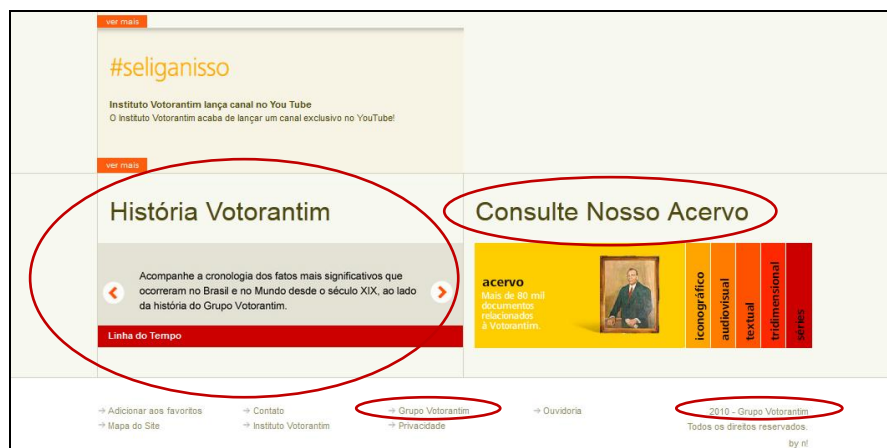 ver mais
#seliganisso
Instituto Votorantim lança canal no You Tube
O Instituto Votorantim acaba de lançar um canal exclusivo no YouTube!
ver mais
História Votorantim
Acompanhe a cronologia dos fatos mais significativos que
ocorreram no Brasil e no Mundo desde o século XIX, ao lado
da história do Grupo Votorantim.
Linha do Tempo
Consulte Nosso Acervo
acervo
Mais de 80 mil
documentos
relacionados
à Votorantim.
iconográfico
audiovisual
textual
tridimensional
séries
→ Adicionar aos favoritos
→ Mapa do Site
→ Contato
→ Instituto Votorantim
→ Grupo Votorantim
→ Privacidade
→ Ouvidoria
2010 - Grupo Votorantim
Todos os direitos reservados.
by n!